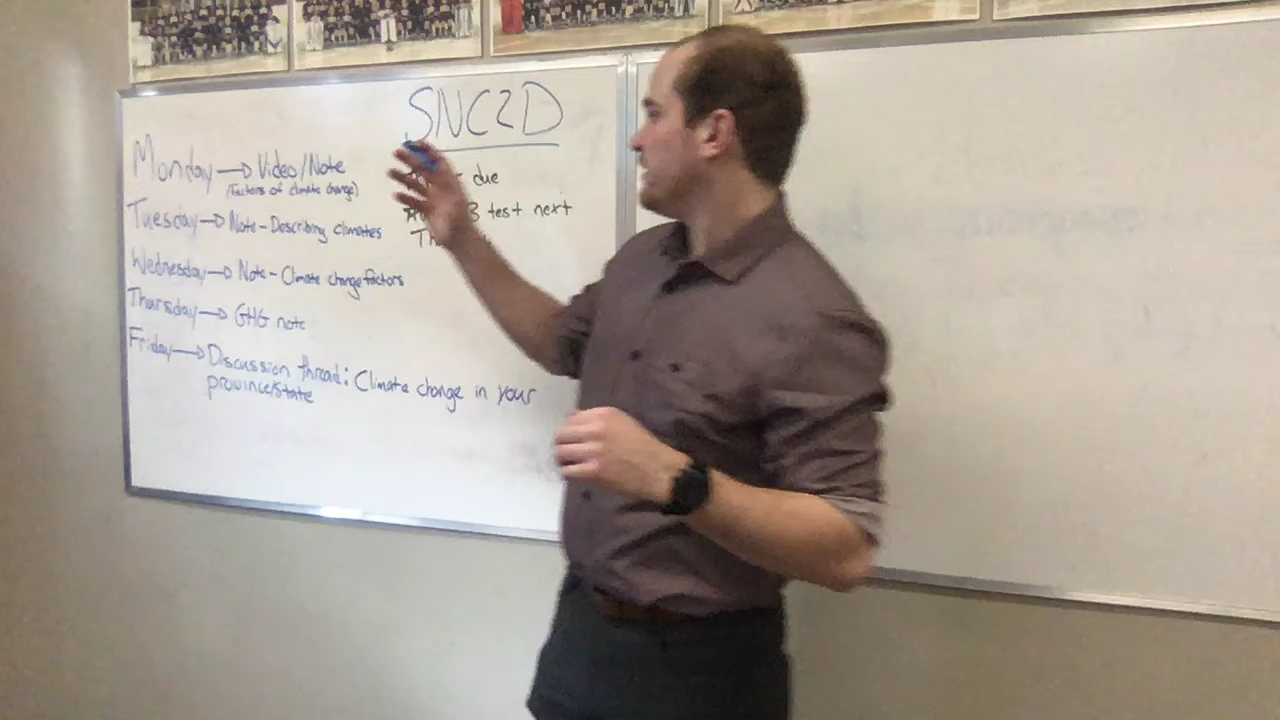 SNC2D
Monday → Video/Note
(Factors of climate change)
Tuesday → Note - Describing climates
Wednesday → Note - Climate change factors
Thursday → GHG note
Friday → Discussion thread: Climate change in your
province/state
due
3 test next